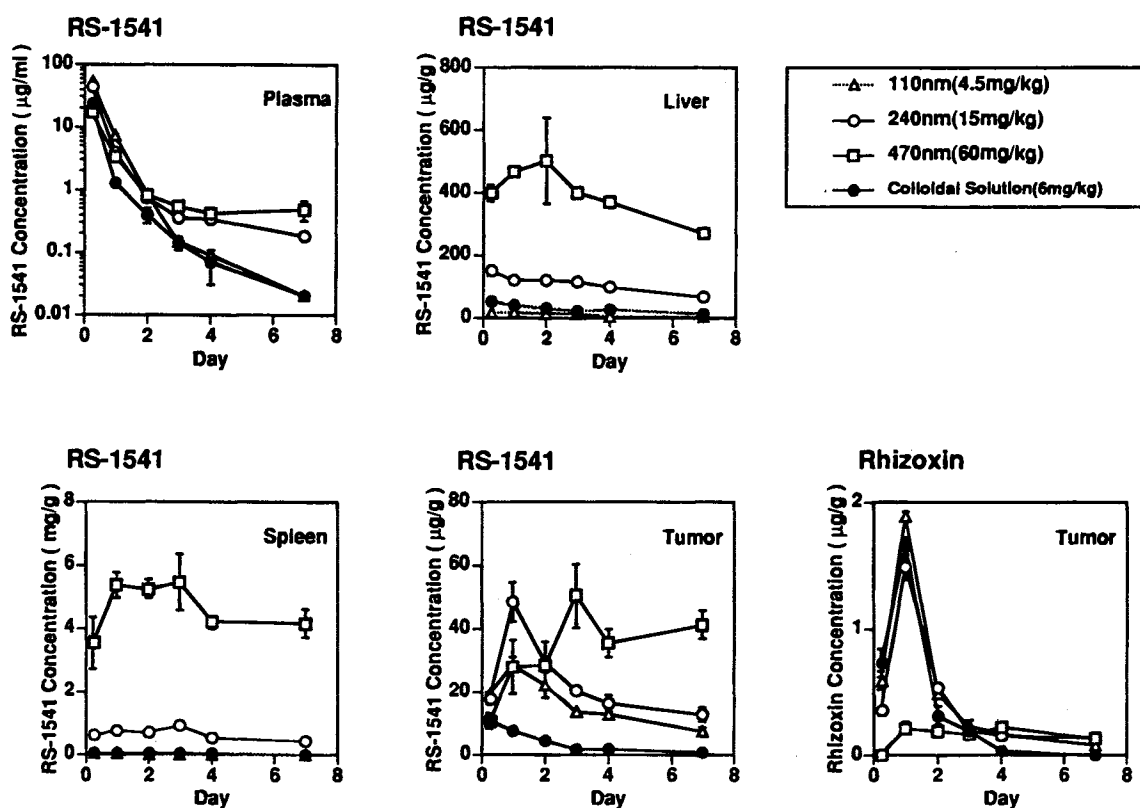 RS-1541
RS-1541 Concentration ( μg/ml )
100
10
1
0.1
0.01
Plasma
0 2 4 6 8
Day
RS-1541
RS-1541 Concentration ( μg/g )
800
600
400
200
0
Liver
0 2 4 6 8
Day
110nm(4.5mg/kg)
240nm(15mg/kg)
470nm(60mg/kg)
Colloidal Solution(6mg/kg)
RS-1541
RS-1541 Concentration ( mg/g )
8
6
4
2
0
Spleen
0 2 4 6 8
Day
RS-1541
RS-1541 Concentration ( μg/g )
80
60
40
20
0
Tumor
0 2 4 6 8
Day
Rhizoxin
Rhizoxin Concentration ( μg/g )
2
1
0
Tumor
0 2 4 6 8
Day